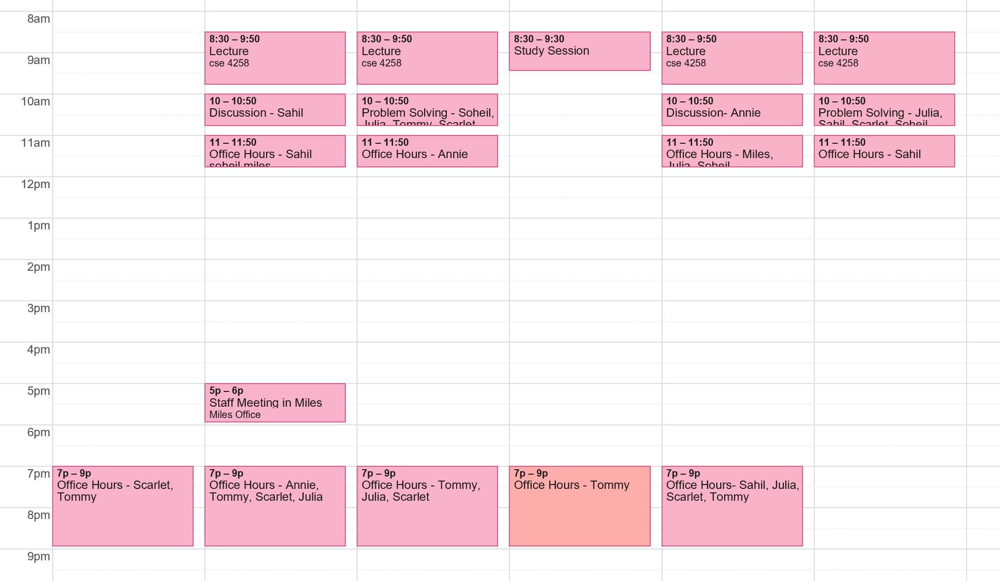 8am
9am
10am
11am
12pm
1pm
2pm
3pm
4pm
5pm
6pm
7pm
8pm
9pm
7p – 9p
Office Hours - Scarlet,
Tommy
8:30 – 9:50
Lecture
cse 4258
10 – 10:50
Discussion - Sahil
11 – 11:50
Office Hours - Sahil
soheil miles
5p – 6p
Staff Meeting in Miles
Miles Office
7p – 9p
Office Hours - Annie,
Tommy, Scarlet, Julia
8:30 – 9:50
Lecture
cse 4258
10 – 10:50
Problem Solving - Soheil,
Julia, Tommy, Scarlet
11 – 11:50
Office Hours - Annie
7p – 9p
Office Hours - Tommy,
Julia, Scarlet
8:30 – 9:30
Study Session
7p – 9p
Office Hours - Tommy
8:30 – 9:50
Lecture
cse 4258
10 – 10:50
Discussion- Annie
11 – 11:50
Office Hours - Miles,
Julia, Soheil
7p – 9p
Office Hours- Sahil, Julia,
Scarlet, Tommy
8:30 – 9:50
Lecture
cse 4258
10 – 10:50
Problem Solving - Julia,
Sahil, Scarlet, Soheil
11 – 11:50
Office Hours - Sahil